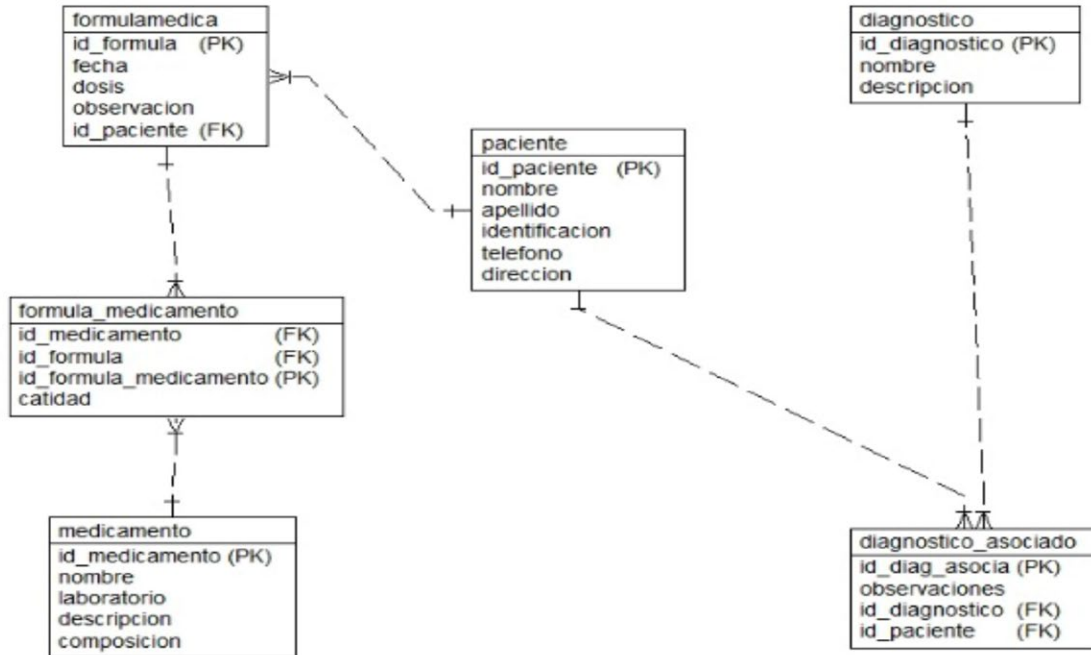 formulamedica
id_formula (PK)
fecha
dosis
observacion
id_paciente (FK)
diagnostico
id_diagnostico (PK)
nombre
descripcion
paciente
id_paciente (PK)
nombre
apellido
identificacion
telefono
direccion
formula_medicamento
id_medicamento (FK)
id_formula (FK)
id_formula_medicamento (PK)
catidad
medicamento
id_medicamento (PK)
nombre
laboratorio
descripcion
composicion
diagnostico_asociado
id_diag_asocia (PK)
observaciones
id_diagnostico (FK)
id_paciente (FK)